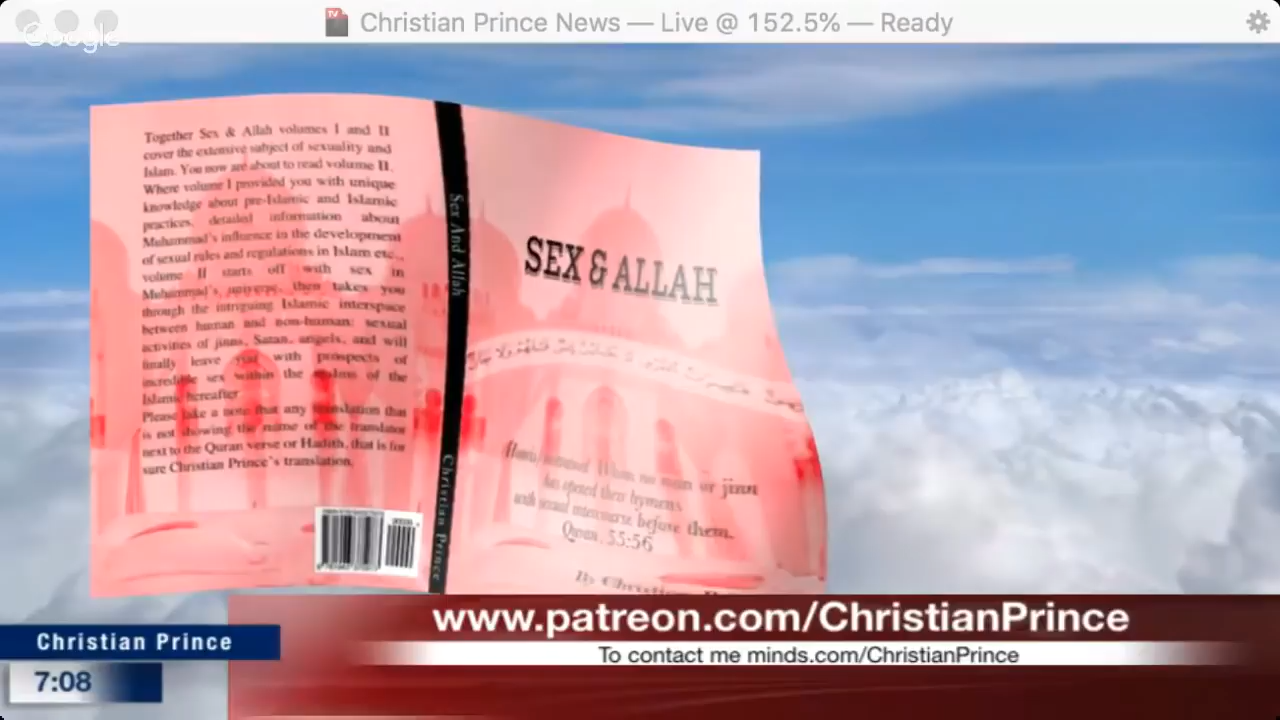 Google
Christian Prince News — Live @ 152.5% — Ready
Together Sex & Allah volumes I and II
cover the extensive subject of sexuality and
Islam. You now are about to read volume II.
Where volume I provided you with unique
knowledge about pre-Islamic and Islamic
practices, detailed information about
Muhammad's influence in the development
of sexual rules and regulations in Islam etc.,
volume II starts off with sex in
Muhammad's universe, then takes you
through the intriguing Islamic interspace
between human and non-human: sexual
activities of jinns, Satan, angels, and will
finally leave you with prospects of
incredible sex within the realms of the
Islamic hereafter
Please take a note that any translation that
is not showing the name of the translator
next to the Quran verse or Hadith, that is for
sure Christian Prince's translation.
Sex And Allah
Christian Prince
SEX & ALLAH
Whom no man or jinn
has opened their hymens
with sexual intercourse before them.
Quran, 55:56
By
www.patreon.com/ChristianPrince
To contact me minds.com/ChristianPrince
Christian Prince
7:08